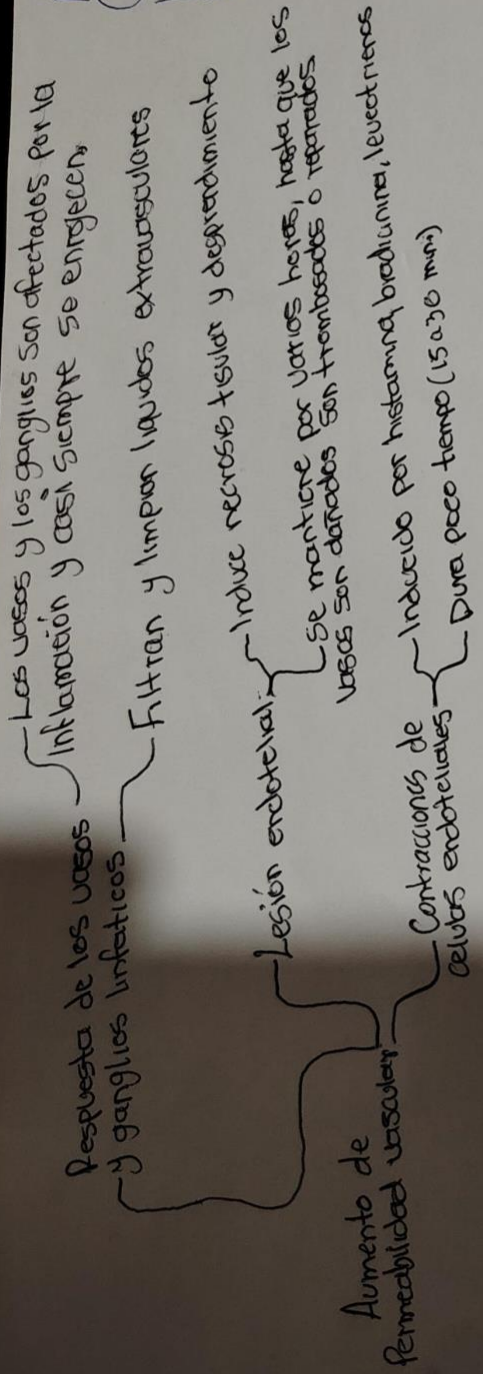 Respuesta de los vasos
y ganglios linfaticos
Los vasos y los ganglios son afectados por la
inflamación y casi siempre se enrojecen.
Filtran y limpian liquidos extravasculares
Aumento de
Permeabilidad vascular
Lesión endotelial:
Induce necrosis tisular y desprendimiento
Se mantiene por varios horas, hasta que los
vasos son dañados son trombosados o reparados
Contracciones de
celulas endoteliales
Inducido por histamina, bradicinina, leucotrienos
Dura poco tiempo (15 a 30 min)